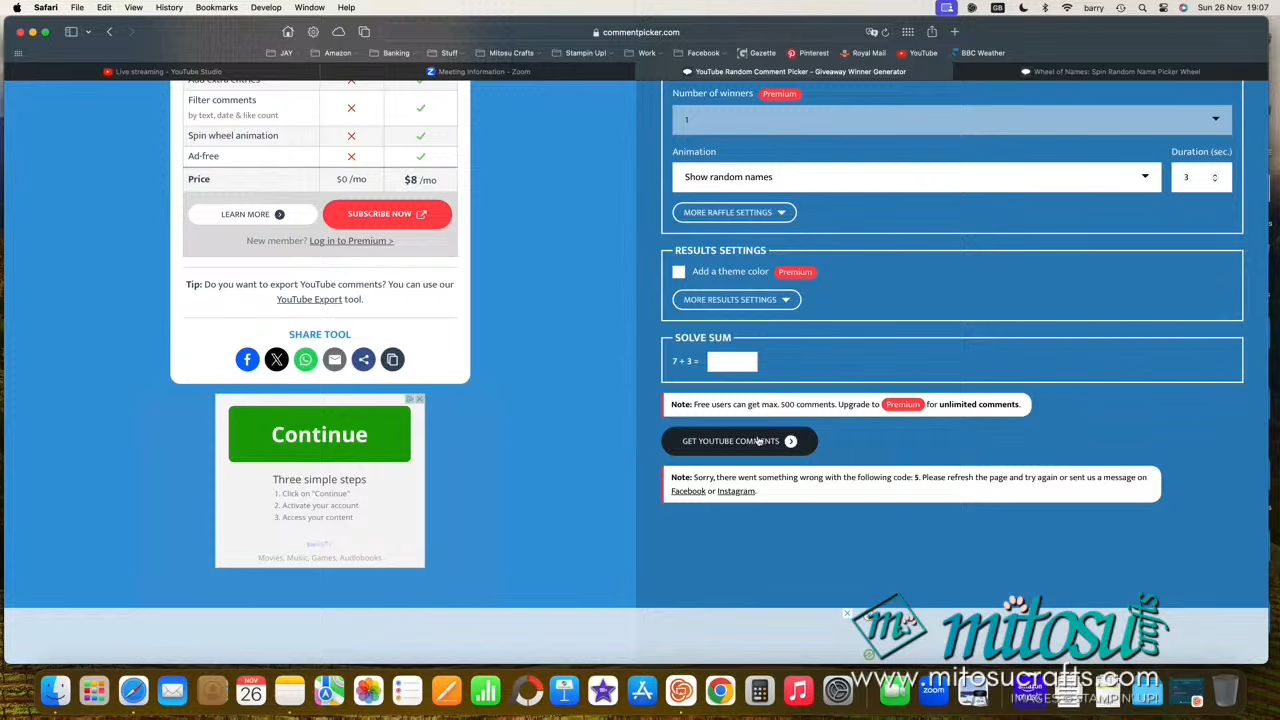 Safari File Edit View History Bookmarks Develop Window Help
barry
Sun 26 Nov 19:07
commentpicker.com
JAY Amazon Banking Stuff Mitosu Crafts Stampin Up! Work Facebook Gazette Pinterest Royal Mail YouTube BBC Weather
Live streaming - YouTube Studio
Meeting Information - Zoom
YouTube Random Comment Picker - Giveaway Winner Generator
Wheel of Names: Spin Random Name Picker Wheel
Add extra entries
Filter comments
by text, date & like count
Spin wheel animation
Ad-free
Price $0 /mo $8 /mo
LEARN MORE SUBSCRIBE NOW
New member? Log in to Premium >
Tip: Do you want to export YouTube comments? You can use our
YouTube Export tool.
SHARE TOOL
Continue
Three simple steps
1. Click on "Continue"
2. Activate your account
3. Access your content
Movies, Music, Games, Audiobooks
Number of winners Premium
1
Animation Duration (sec.)
Show random names 3
MORE RAFFLE SETTINGS
RESULTS SETTINGS
Add a theme color Premium
MORE RESULTS SETTINGS
SOLVE SUM
7 + 3 =
Note: Free users can get max. 500 comments. Upgrade to Premium for unlimited comments.
GET YOUTUBE COMMENTS
Note: Sorry, there went something wrong with the following code: 5. Please refresh the page and try again or sent us a message on
Facebook or Instagram.
mitosu crafts
www.mitosucrafts.com
IMAGES © STAMPIN' UP!
NOV
26
zoom